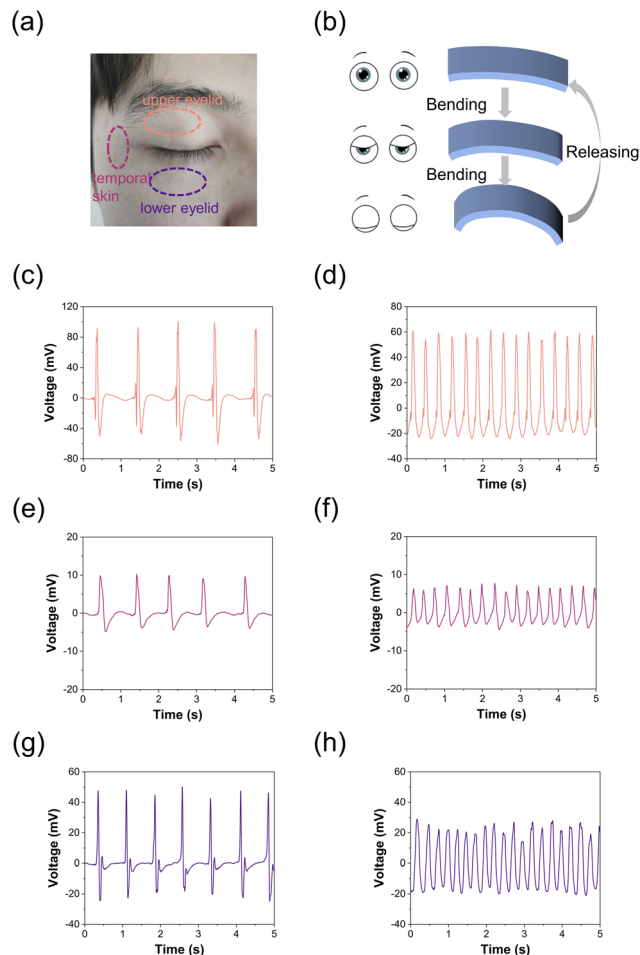 (a)
upper eyelid
temporal
skin
lower eyelid
(b)
Bending
Bending
Releasing
(c)
Voltage (mV)
120
80
40
0
-40
-80
0 1 2 3 4 5
Time (s)
(d)
Voltage (mV)
80
60
40
20
0
-20
-40
0 1 2 3 4 5
Time (s)
(e)
Voltage (mV)
20
10
0
-10
-20
0 1 2 3 4 5
Time (s)
(f)
Voltage (mV)
20
10
0
-10
-20
0 1 2 3 4 5
Time (s)
(g)
Voltage (mV)
60
40
20
0
-20
-40
0 1 2 3 4 5
Time (s)
(h)
Voltage (mV)
60
40
20
0
-20
-40
0 1 2 3 4 5
Time (s)